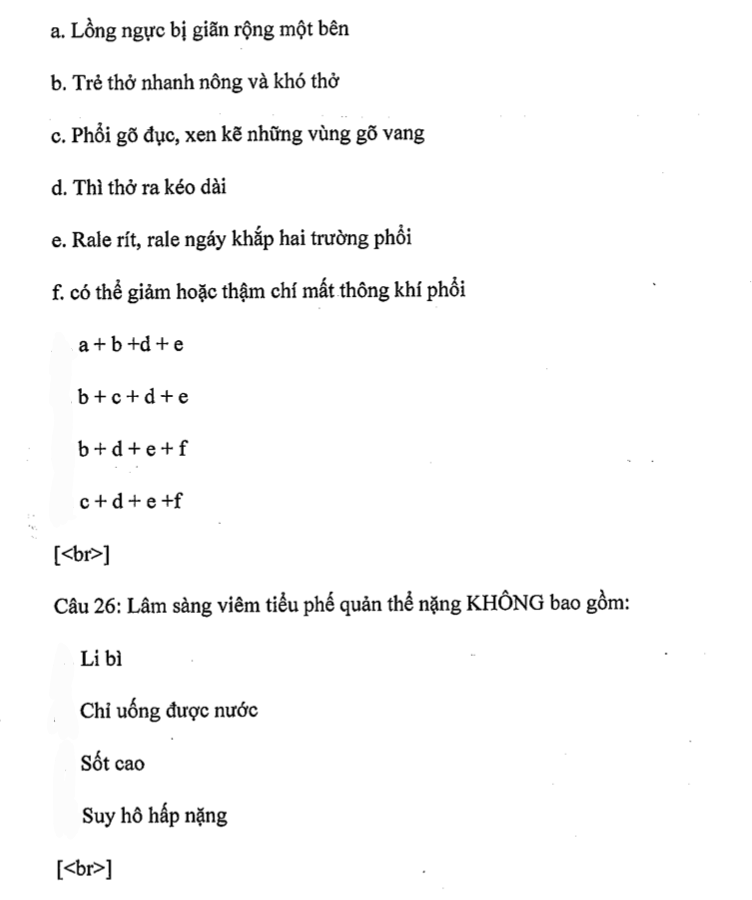 a. Lồng ngực bị giãn rộng một bên
b. Trẻ thở nhanh nông và khó thở
c. Phổi gõ đục, xen kẽ những vùng gõ vang
d. Thì thở ra kéo dài
e. Rale rít, rale ngáy khắp hai trường phổi
f. có thể giảm hoặc thậm chí mất thông khí phổi
a + b +d + e
b + c + d + e
b + d + e + f
c + d + e +f
[<br>]
Câu 26: Lâm sàng viêm tiểu phế quản thể nặng KHÔNG bao gồm:
Li bì
Chỉ uống được nước
Sốt cao
Suy hô hấp nặng
[<br>]